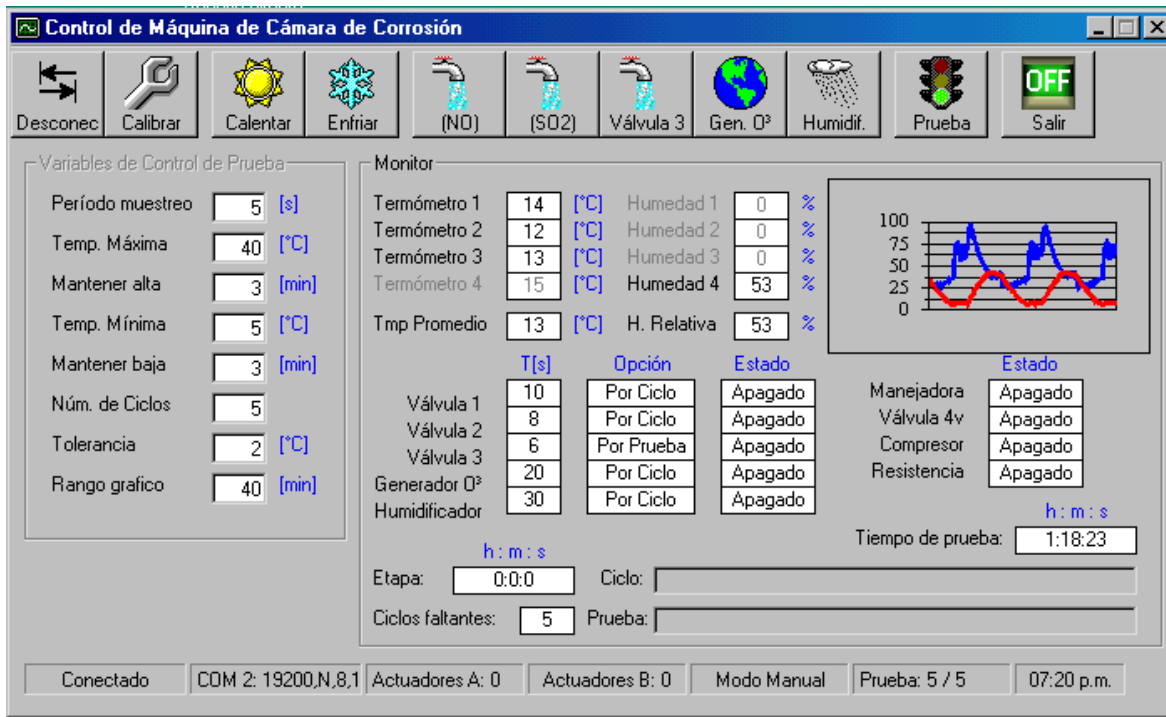 Control de Máquina de Cámara de Corrosión
Desconec Calibrar Calentar Enfriar (NO) (SO2) Válvula 3 Gen. O³ Humidif. Prueba OFF Salir
Variables de Control de Prueba
Período muestreo 5 [s]
Temp. Máxima 40 [°C]
Mantener alta 3 [min]
Temp. Mínima 5 [°C]
Mantener baja 3 [min]
Núm. de Ciclos 5
Tolerancia 2 [°C]
Rango grafico 40 [min]
Monitor
Termómetro 1 14 [°C] Humedad 1 0 %
Termómetro 2 12 [°C] Humedad 2 0 %
Termómetro 3 13 [°C] Humedad 3 0 %
Termómetro 4 15 [°C] Humedad 4 53 %
Tmp Promedio 13 [°C] H. Relativa 53 %
100
75
50
25
0
T[s] Opción Estado
Válvula 1 10 Por Ciclo Apagado
Válvula 2 8 Por Ciclo Apagado
Válvula 3 6 Por Prueba Apagado
Generador O³ 20 Por Ciclo Apagado
Humidificador 30 Por Ciclo Apagado
Estado
Manejadora Apagado
Válvula 4v Apagado
Compresor Apagado
Resistencia Apagado
h : m : s
Tiempo de prueba: 1:18:23
h : m : s
Etapa: 0:0:0 Ciclo:
Ciclos faltantes: 5 Prueba:
Conectado COM 2: 19200,N,8,1 Actuadores A: 0 Actuadores B: 0 Modo Manual Prueba: 5 / 5 07:20 p.m.